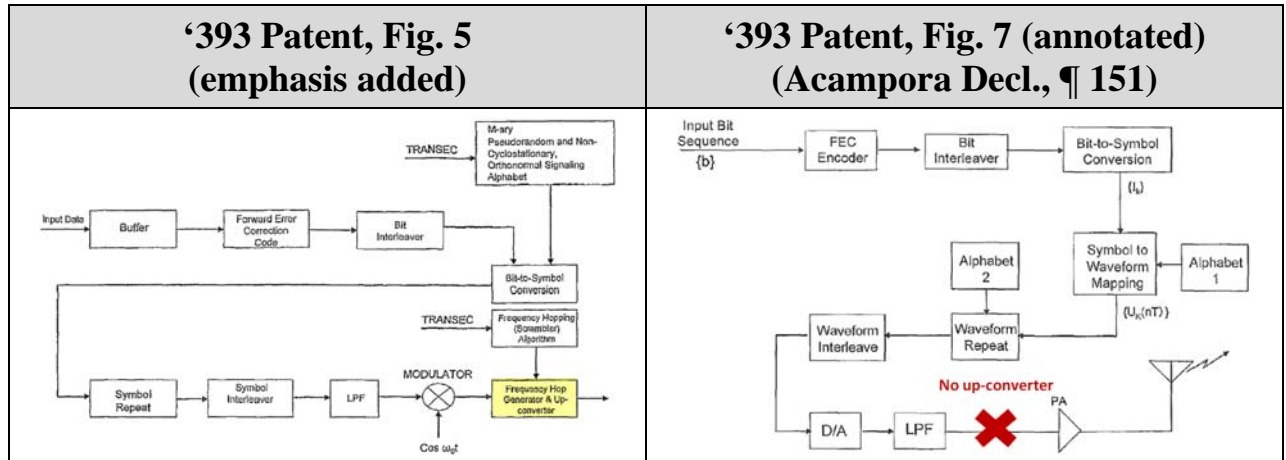 ‘393 Patent, Fig. 5
(emphasis added)
‘393 Patent, Fig. 7 (annotated)
(Acampora Decl., ¶ 151)
TRANSEC
M-ary
Pseudorandom and Non-
Cyclostationary,
Orthonormal Signaling
Alphabet
Input Data
Buffer
Forward Error
Correction
Code
Bit
Interleaver
Bit-to-Symbol
Conversion
TRANSEC
Frequency Hopping
(Scrambler)
Algorithm
Symbol
Repeat
Symbol
Interleaver
LPF
MODULATOR
Cos ω₀t
Frequency Hop
Generator & Up-
converter
Input Bit
Sequence
{b}
FEC
Encoder
Bit
Interleaver
Bit-to-Symbol
Conversion
{Iₖ}
Symbol to
Waveform
Mapping
Alphabet
1
Alphabet
2
{Uₖ(nT)}
Waveform
Repeat
Waveform
Interleave
No up-converter
D/A
LPF
PA